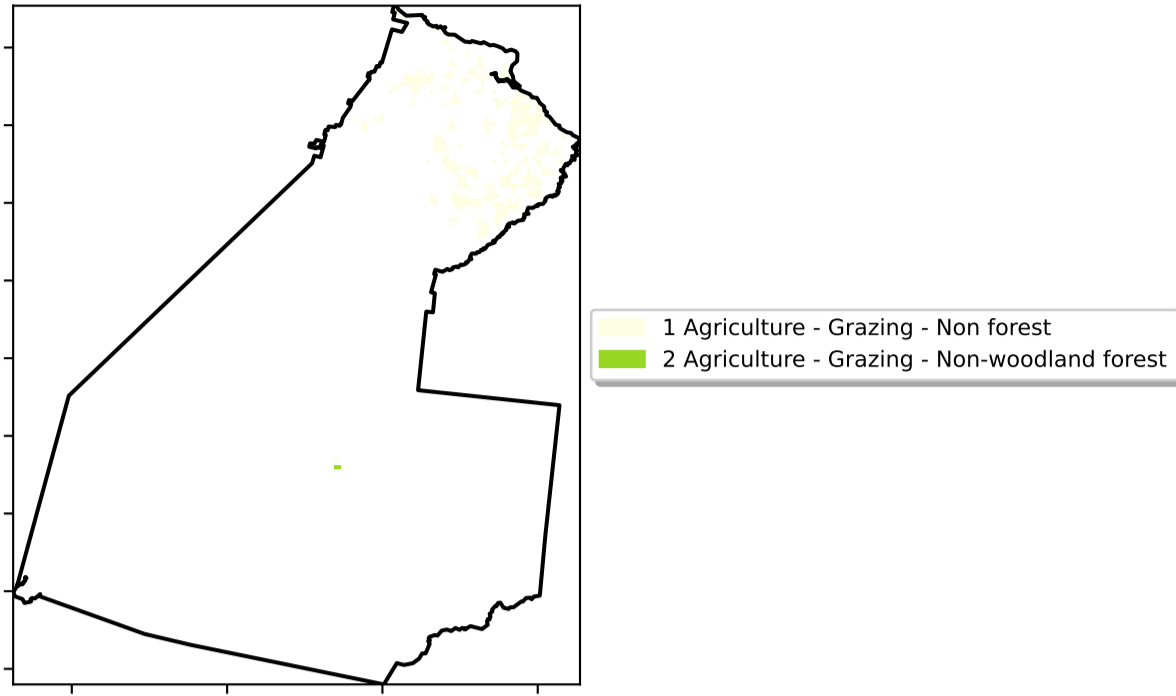 1 Agriculture - Grazing - Non forest
2 Agriculture - Grazing - Non-woodland forest